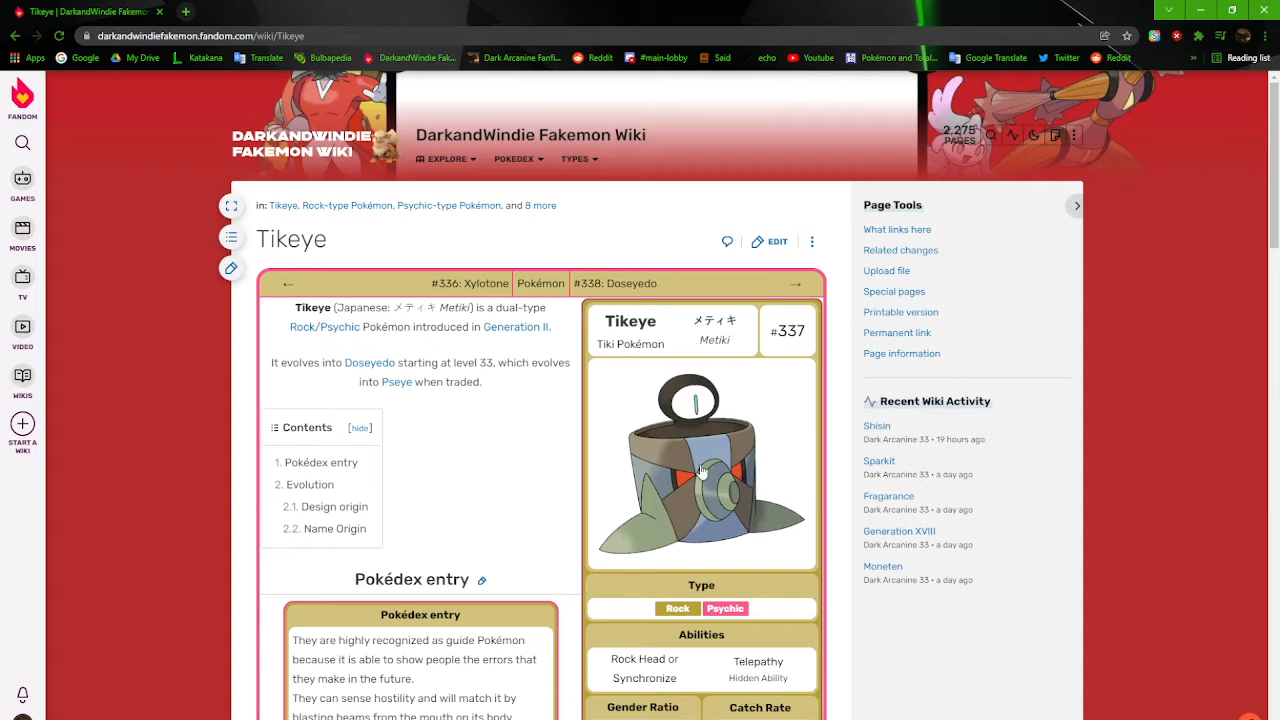 Tikeye | DarkandWindie Fakemon
darkandwindiefakemon.fandom.com/wiki/Tikeye
Apps Google My Drive Katakana Translate Bulbapedia DarkandWindie Fak... Dark Arcanine Fanfi... Reddit #main-lobby Said echo Youtube Pokémon and Total... Google Translate Twitter Reddit » Reading list
FANDOM
GAMES
MOVIES
TV
VIDEO
WIKIS
START A
WIKI
DARKANDWINDIE
FAKEMON WIKI
DarkandWindie Fakemon Wiki
EXPLORE POKEDEX TYPES
2,275
PAGES
in: Tikeye, Rock-type Pokémon, Psychic-type Pokémon, and 8 more
Tikeye
EDIT
← #336: Xylotone Pokémon #338: Doseyedo →
Tikeye (Japanese: メティキ Metiki) is a dual-type
Rock/Psychic Pokémon introduced in Generation II.
It evolves into Doseyedo starting at level 33, which evolves
into Pseye when traded.
Contents [hide]
1. Pokédex entry
2. Evolution
2.1. Design origin
2.2. Name Origin
Pokédex entry
Pokédex entry
They are highly recognized as guide Pokémon
because it is able to show people the errors that
they make in the future.
They can sense hostility and will match it by
blasting beams from the mouth on its body
Tikeye メティキ #337
Tiki Pokémon Metiki
Type
Rock Psychic
Abilities
Rock Head or Telepathy
Synchronize Hidden Ability
Gender Ratio Catch Rate
Page Tools
What links here
Related changes
Upload file
Special pages
Printable version
Permanent link
Page information
Recent Wiki Activity
Shisin
Dark Arcanine 33 • 19 hours ago
Sparkit
Dark Arcanine 33 • a day ago
Fragarance
Dark Arcanine 33 • a day ago
Generation XVIII
Dark Arcanine 33 • a day ago
Moneten
Dark Arcanine 33 • a day ago